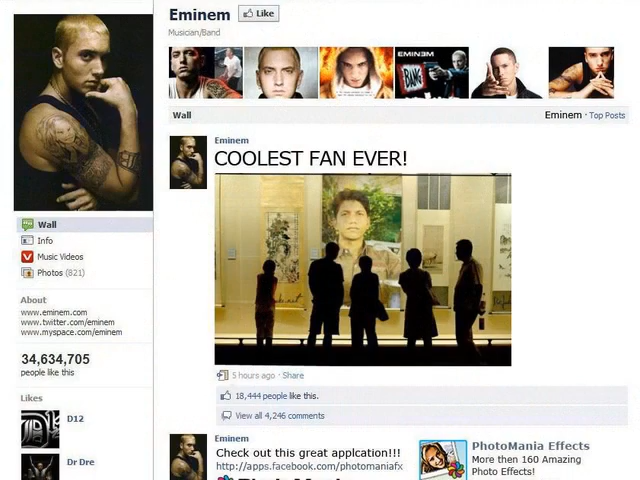 Eminem
Like
Musician/Band
EMINEM
BANG
Wall
Eminem · Top Posts
Eminem
COOLEST FAN EVER!
5 hours ago · Share
18,444 people like this.
View all 4,246 comments
Eminem
Check out this great applcation!!!
http://apps.facebook.com/photomaniafx
PhotoMania Effects
More then 160 Amazing
Photo Effects!
Wall
Info
Music Videos
Photos (821)
About
www.eminem.com
www.twitter.com/eminem
www.myspace.com/eminem
34,634,705
people like this
Likes
D12
Dr Dre